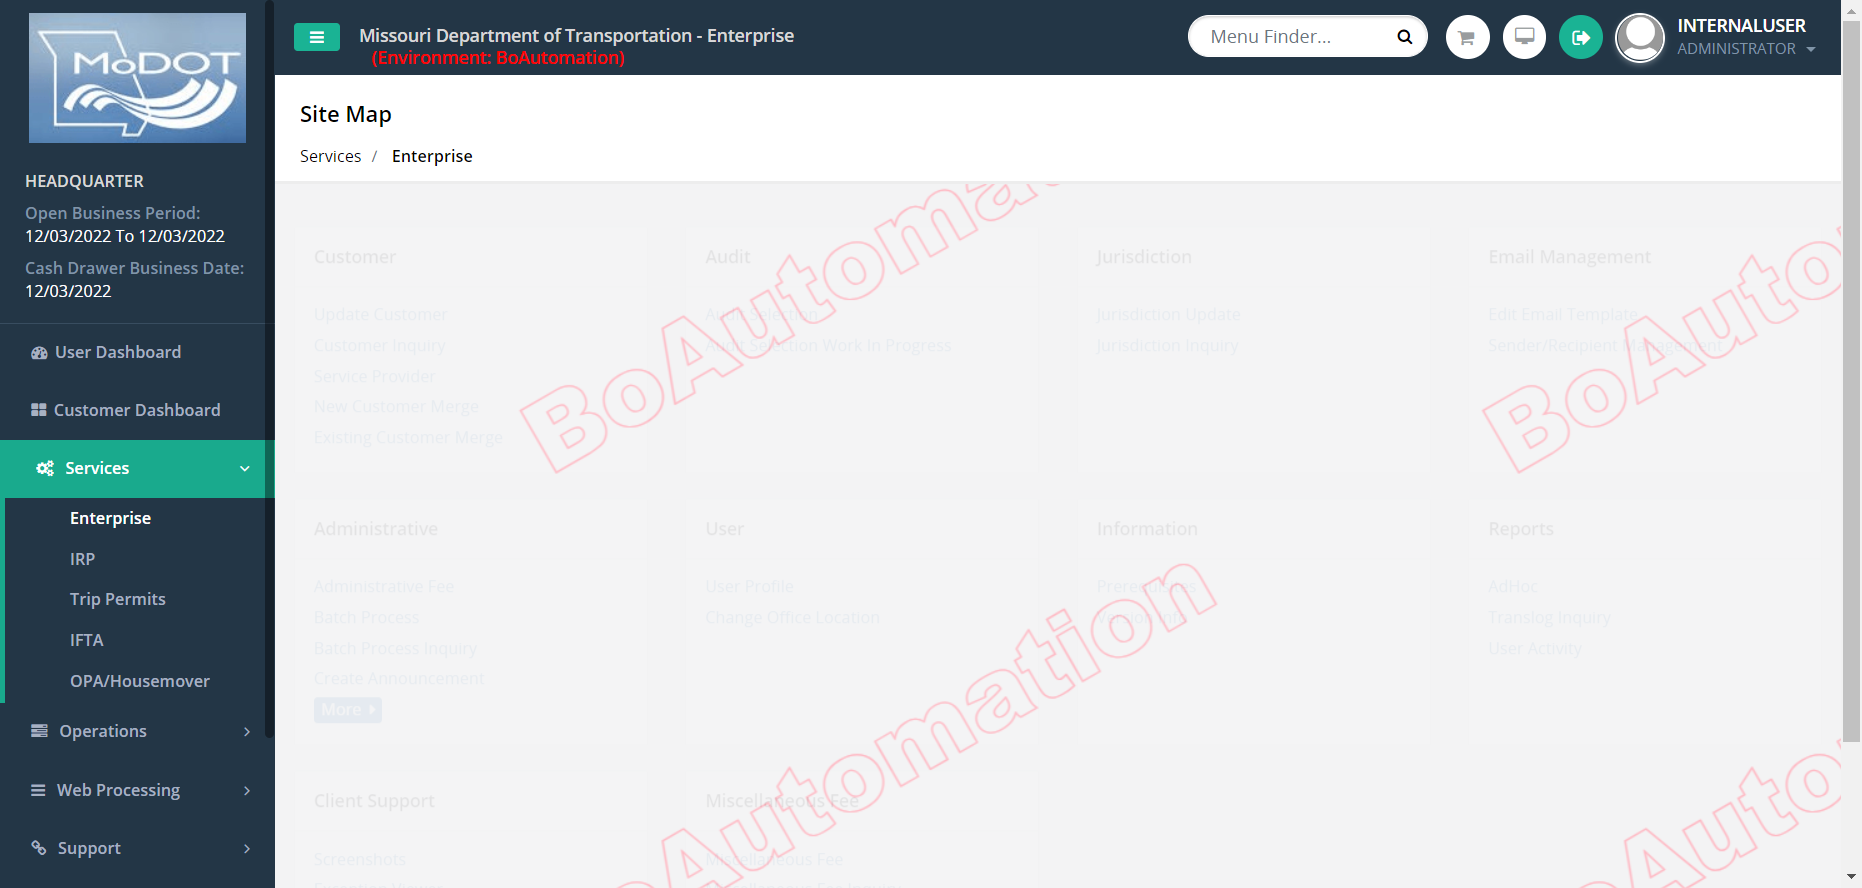 MoDOT
Missouri Department of Transportation - Enterprise
(Environment: BoAutomation)
Menu Finder...
INTERNALUSER
ADMINISTRATOR
HEADQUARTER
Open Business Period:
12/03/2022 To 12/03/2022
Cash Drawer Business Date:
12/03/2022
User Dashboard
Customer Dashboard
Services
Enterprise
IRP
Trip Permits
IFTA
OPA/Housemover
Operations
Web Processing
Support
Site Map
Services / Enterprise
Customer
Update Customer
Customer Inquiry
Service Provider
New Customer Merge
Existing Customer Merge
Audit
Audit Selection
Audit Selection Work In Progress
Jurisdiction
Jurisdiction Update
Jurisdiction Inquiry
Email Management
Edit Email Template
Sender/Recipient Management
Administrative
Administrative Fee
Batch Process
Batch Process Inquiry
Create Announcement
More
User
User Profile
Change Office Location
Information
Prerequisites
Version Info
Reports
AdHoc
Translog Inquiry
User Activity
Client Support
Screenshots
Miscellaneous Fee
Miscellaneous Fee
BoAutoma
BoAuto
BoAutomation
BoAuto